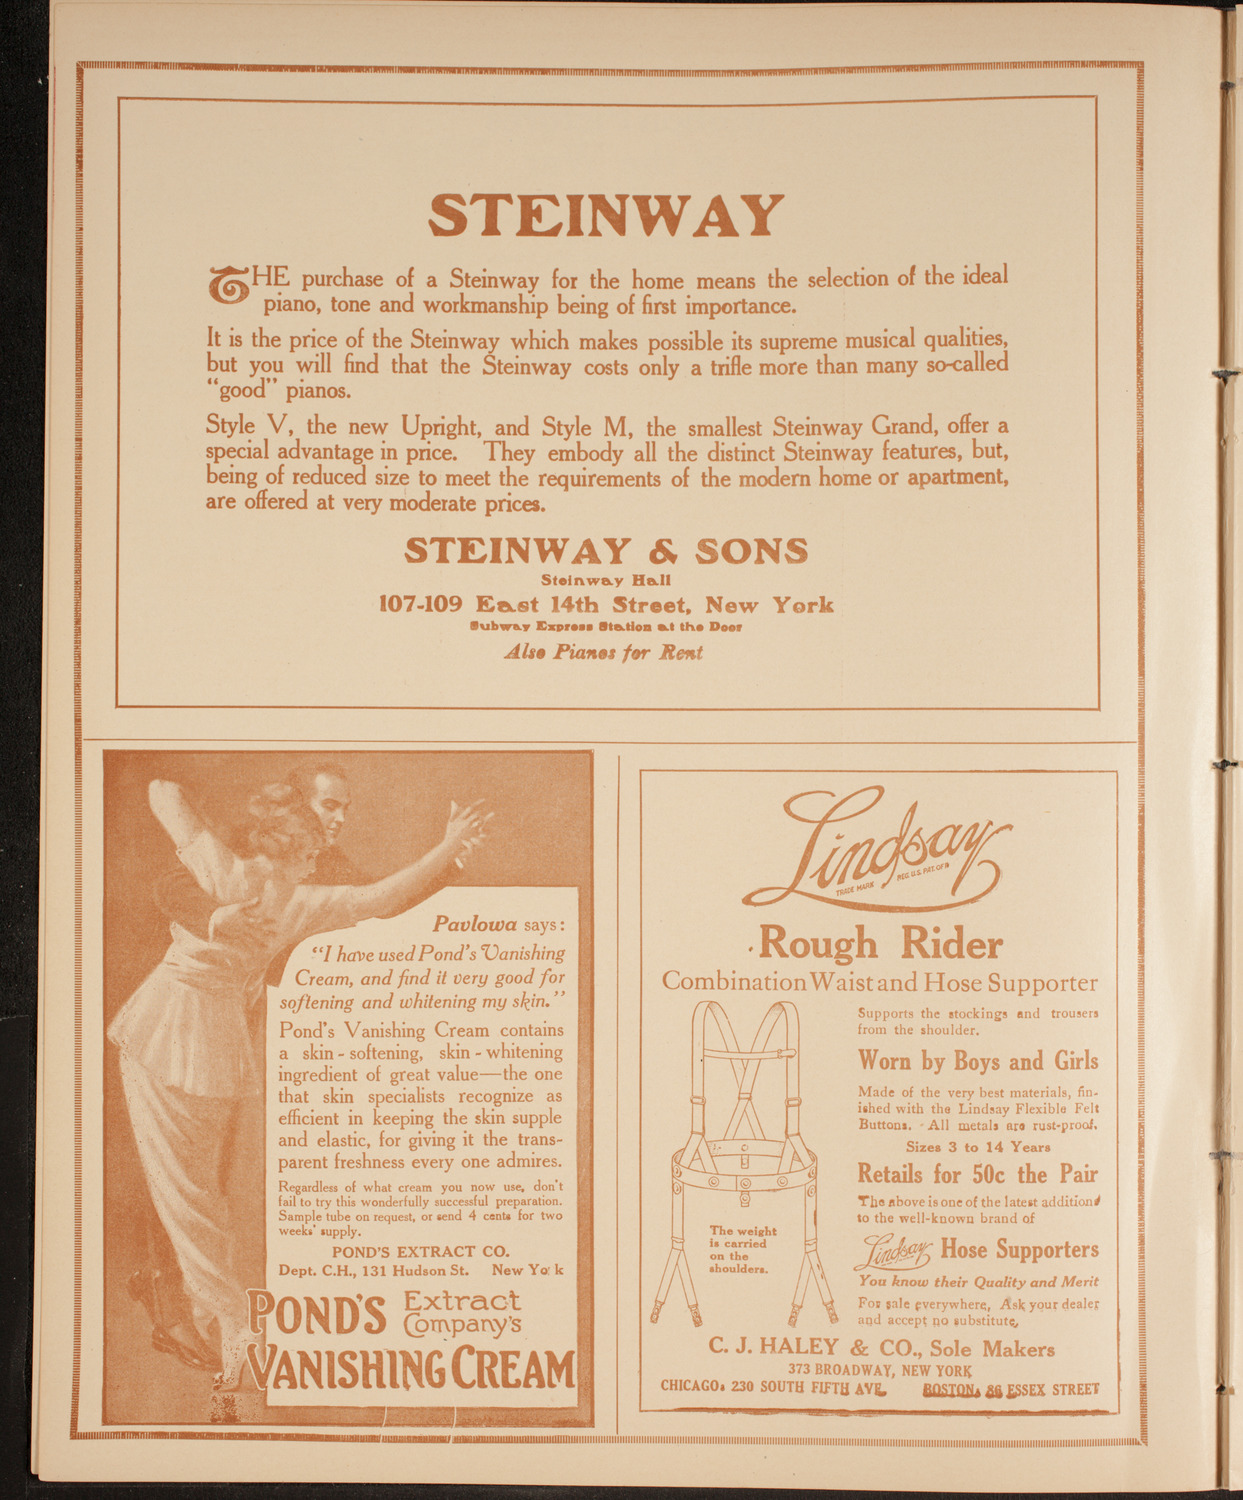 STEINWAY
THE purchase of a Steinway for the home means the selection of the ideal
piano, tone and workmanship being of first importance.
It is the price of the Steinway which makes possible its supreme musical qualities,
but you will find that the Steinway costs only a trifle more than many so-called
"good" pianos.
Style V, the new Upright, and Style M, the smallest Steinway Grand, offer a
special advantage in price. They embody all the distinct Steinway features, but,
being of reduced size to meet the requirements of the modern home or apartment,
are offered at very moderate prices.
STEINWAY & SONS
Steinway Hall
107-109 East 14th Street, New York
Subway Express Station at the Door
Also Pianos for Rent
Pavlowa says:
"I have used Pond's Vanishing
Cream, and find it very good for
softening and whitening my skin."
Pond's Vanishing Cream contains
a skin-softening, skin-whitening
ingredient of great value—the one
that skin specialists recognize as
efficient in keeping the skin supple
and elastic, for giving it the trans-
parent freshness every one admires.
Regardless of what cream you now use, don't
fail to try this wonderfully successful preparation.
Sample tube on request, or send 4 cents for two
weeks' supply.
POND'S EXTRACT CO.
Dept. C.H., 131 Hudson St. New York
POND'S Extract
Company's
VANISHING CREAM
Lindsay
TRADE MARK REG U.S. PAT. OF'S
Rough Rider
Combination Waist and Hose Supporter
Supports the stockings and trousers
from the shoulder.
Worn by Boys and Girls
Made of the very best materials, fin-
ished with the Lindsay Flexible Felt
Buttons. All metals are rust-proof.
Sizes 3 to 14 Years
Retails for 50c the Pair
The above is one of the latest additions
to the well-known brand of
Lindsay Hose Supporters
You know their Quality and Merit
For sale everywhere, Ask your dealer
and accept no substitute,
The weight
is carried
on the
shoulders.
C. J. HALEY & CO., Sole Makers
373 BROADWAY, NEW YORK
CHICAGO: 230 SOUTH FIFTH AVE. BOSTON: 86 ESSEX STREET